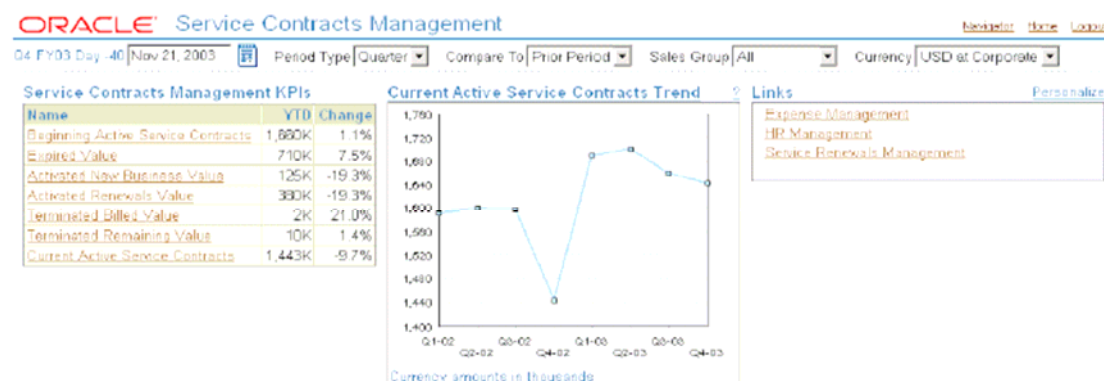 ORACLE Service Contracts Management
Navigator Home Logout
Q4 FY03 Day -40 Nov 21, 2003 Period Type Quarter Compare To Prior Period Sales Group All Currency USD at Corporate
Service Contracts Management KPIs
Name YTD Change
Beginning Active Service Contracts 1,660K 1.1%
Expired Value 710K 7.5%
Activated New Business Value 125K -19.3%
Activated Renewals Value 380K -19.3%
Terminated Billed Value 2K 21.0%
Terminated Remaining Value 10K 1.4%
Current Active Service Contracts 1,443K -9.7%
Current Active Service Contracts Trend ?
1,760
1,720
1,680
1,640
1,600
1,560
1,520
1,480
1,440
1,400
Q1-02 Q3-02 Q1-03 Q3-03
Q2-02 Q4-02 Q2-03 Q4-03
Currency amounts in thousands
Links Personalize
Expense Management
HR Management
Service Renewals Management